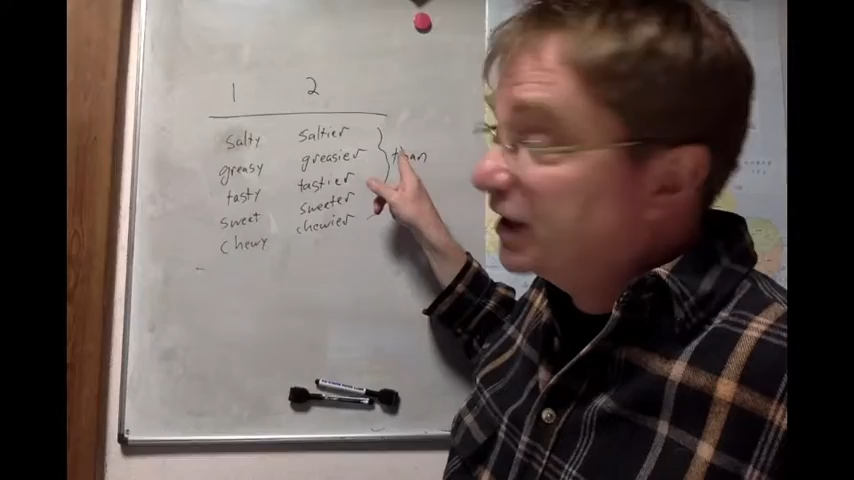 1 2
salty saltier
greasy greasier than
tasty tastier
sweet sweeter
chewy chewier